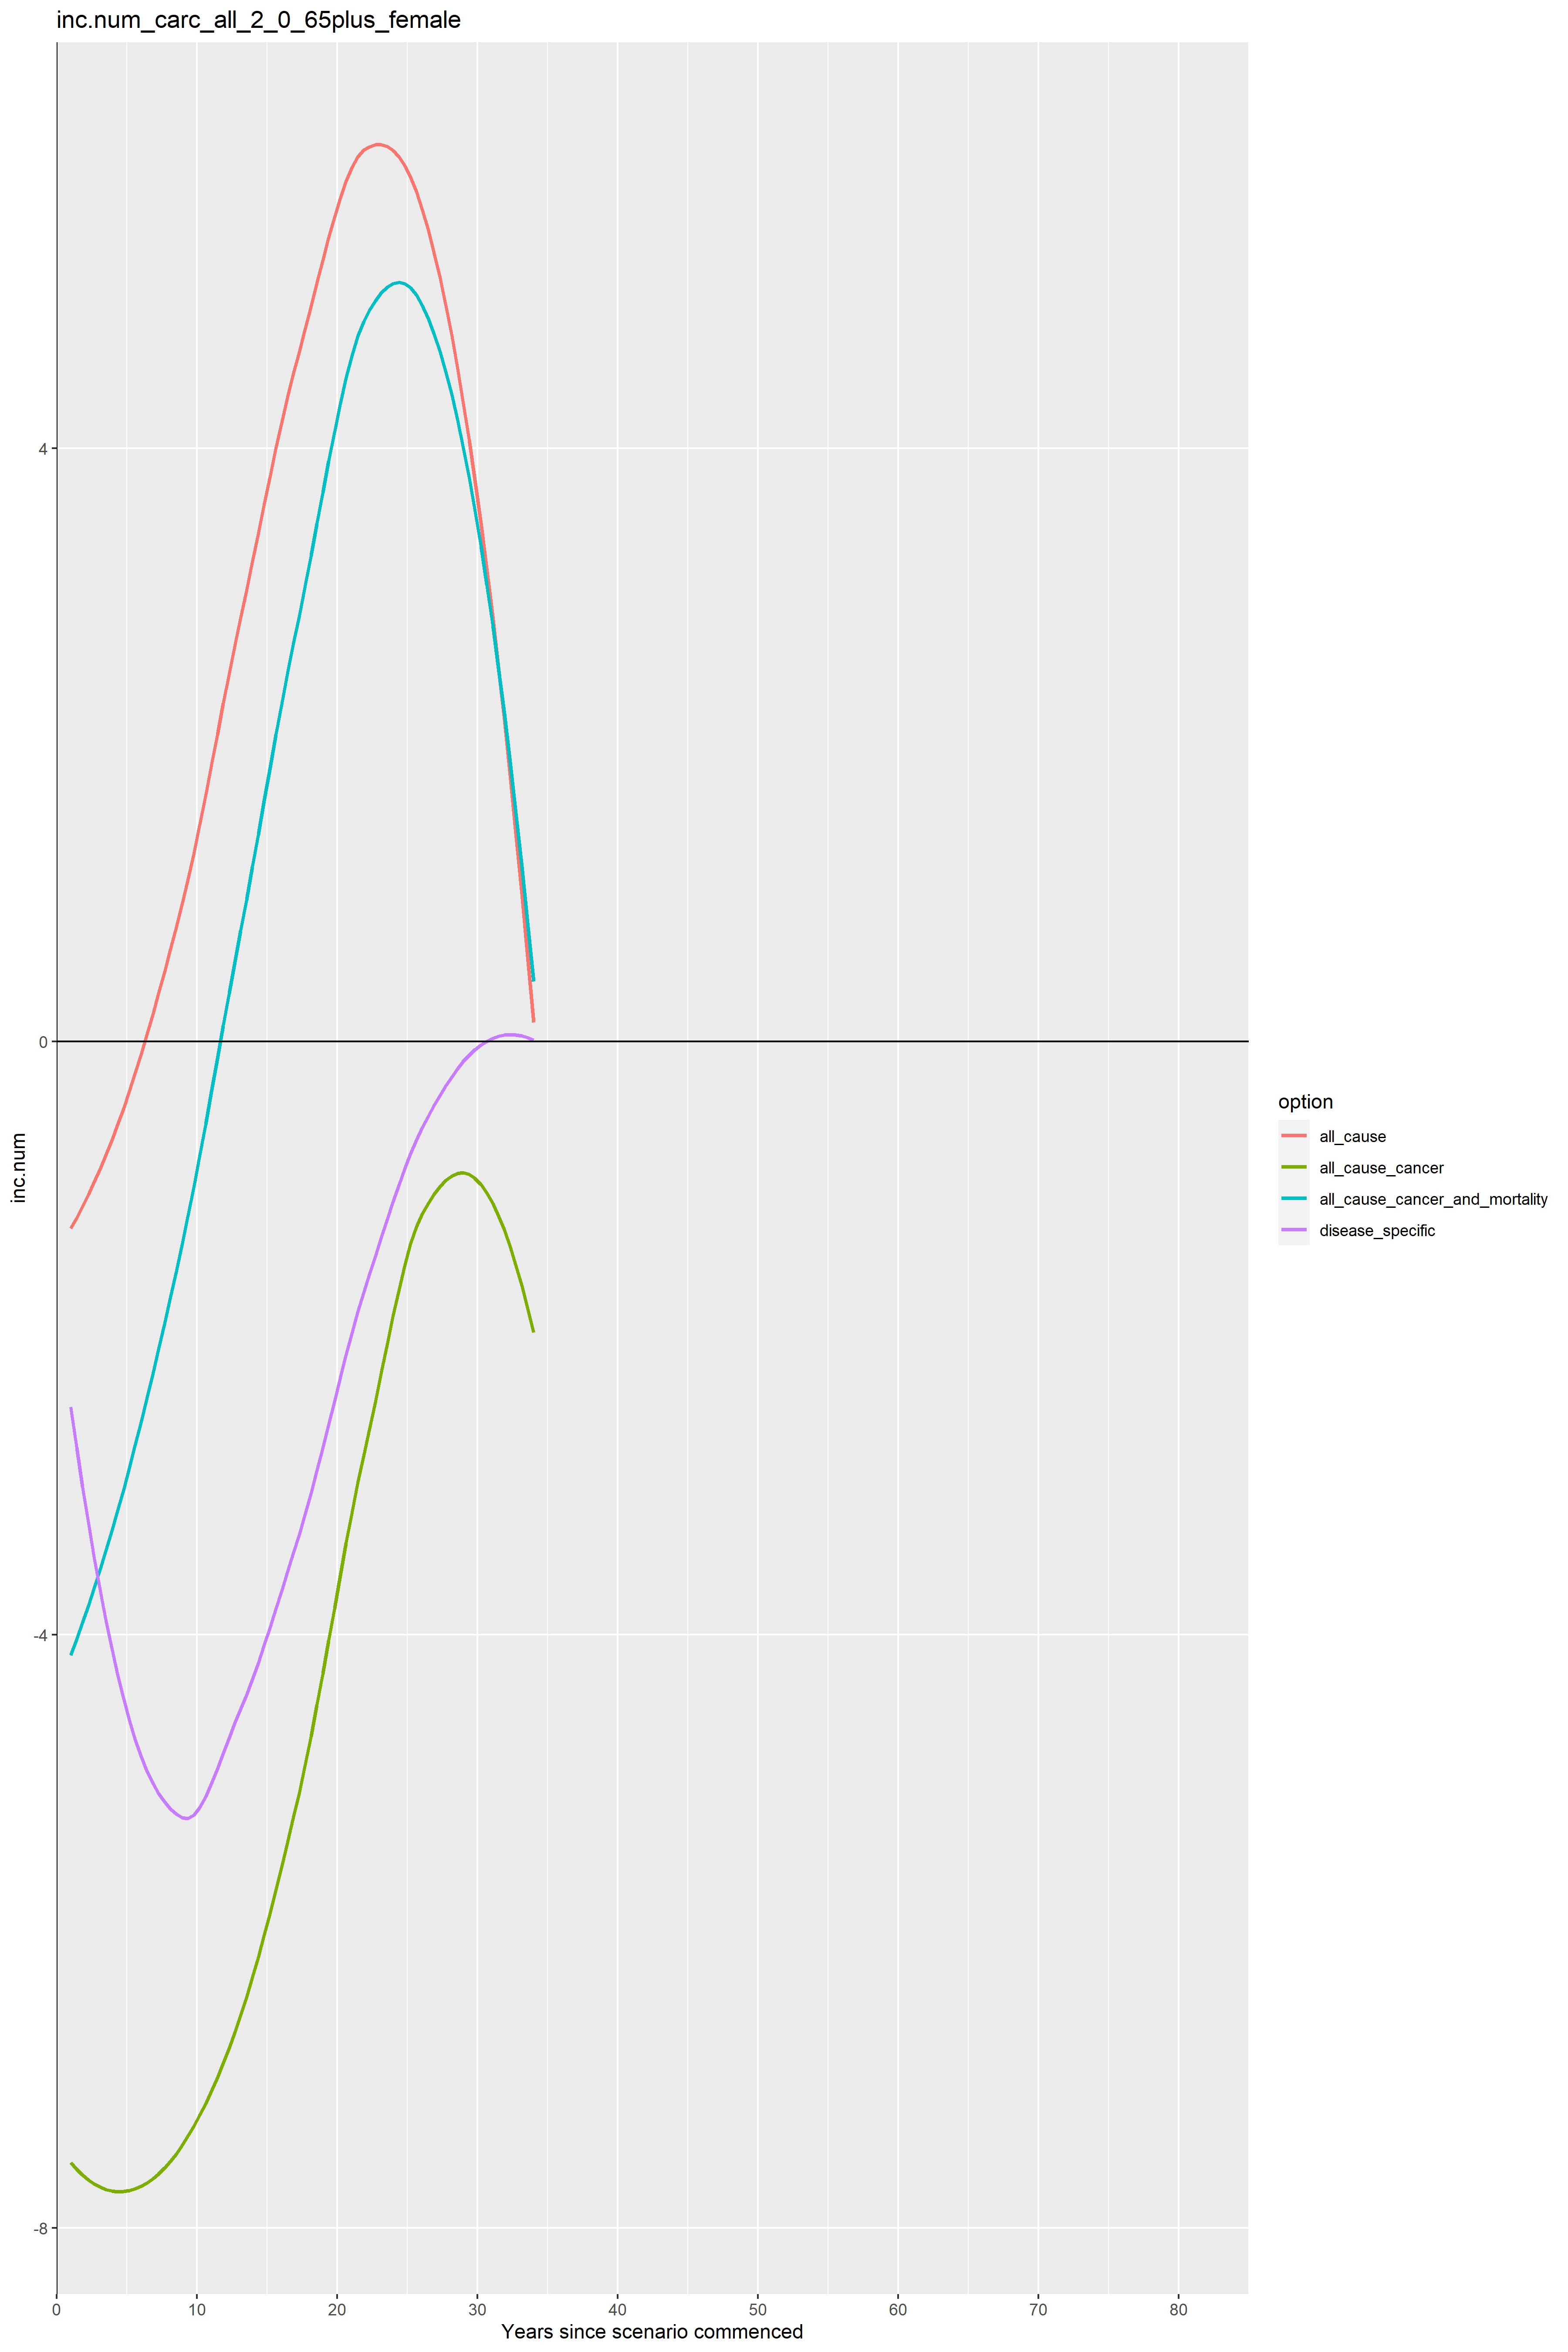 inc.num_carc_all_2_0_65plus_female
4
0
-4
-8
inc.num
0 10 20 30 40 50 60 70 80
Years since scenario commenced
option
all_cause
all_cause_cancer
all_cause_cancer_and_mortality
disease_specific